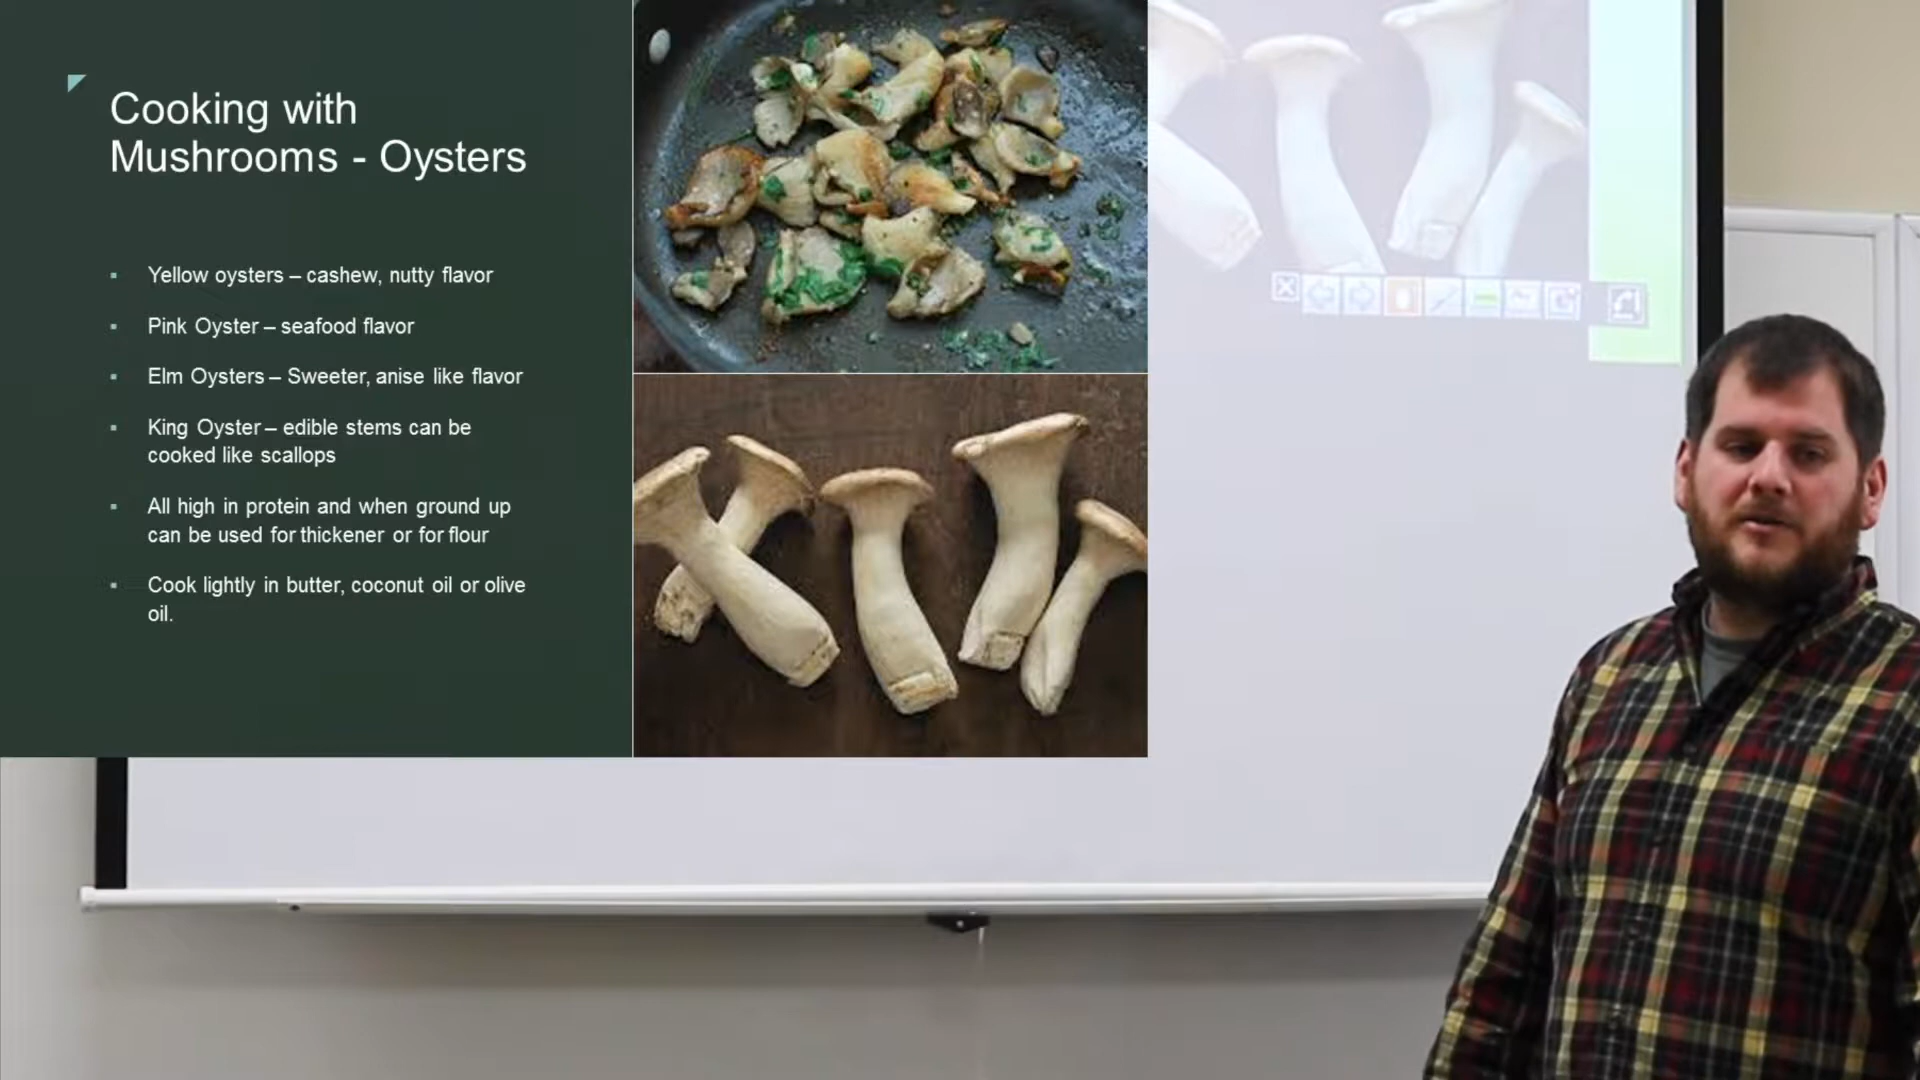 Cooking with
Mushrooms - Oysters
▪ Yellow oysters – cashew, nutty flavor
▪ Pink Oyster – seafood flavor
▪ Elm Oysters – Sweeter, anise like flavor
▪ King Oyster – edible stems can be
cooked like scallops
▪ All high in protein and when ground up
can be used for thickener or for flour
▪ Cook lightly in butter, coconut oil or olive
oil.